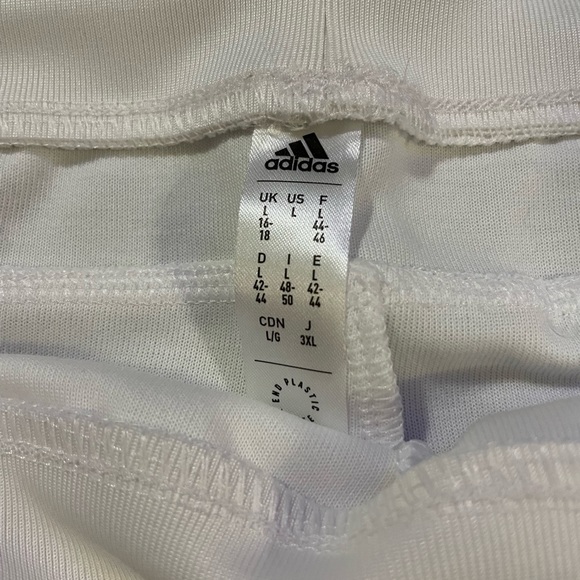 adidas
UK US F
L L L
16- 44-
18 46
D I E
L L L
42- 48- 42-
44 50 44
CDN J
L/G 3XL
END PLASTIC